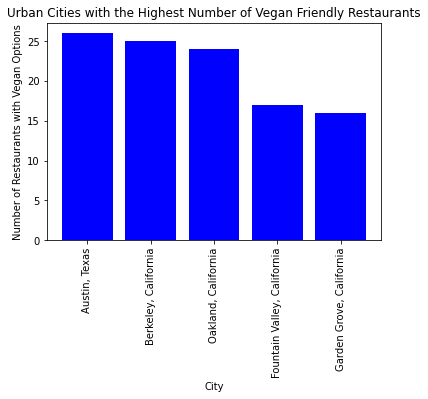 Urban Cities with the Highest Number of Vegan Friendly Restaurants
Number of Restaurants with Vegan Options
25
20
15
10
5
0
Austin, Texas
Berkeley, California
Oakland, California
Fountain Valley, California
Garden Grove, California
City